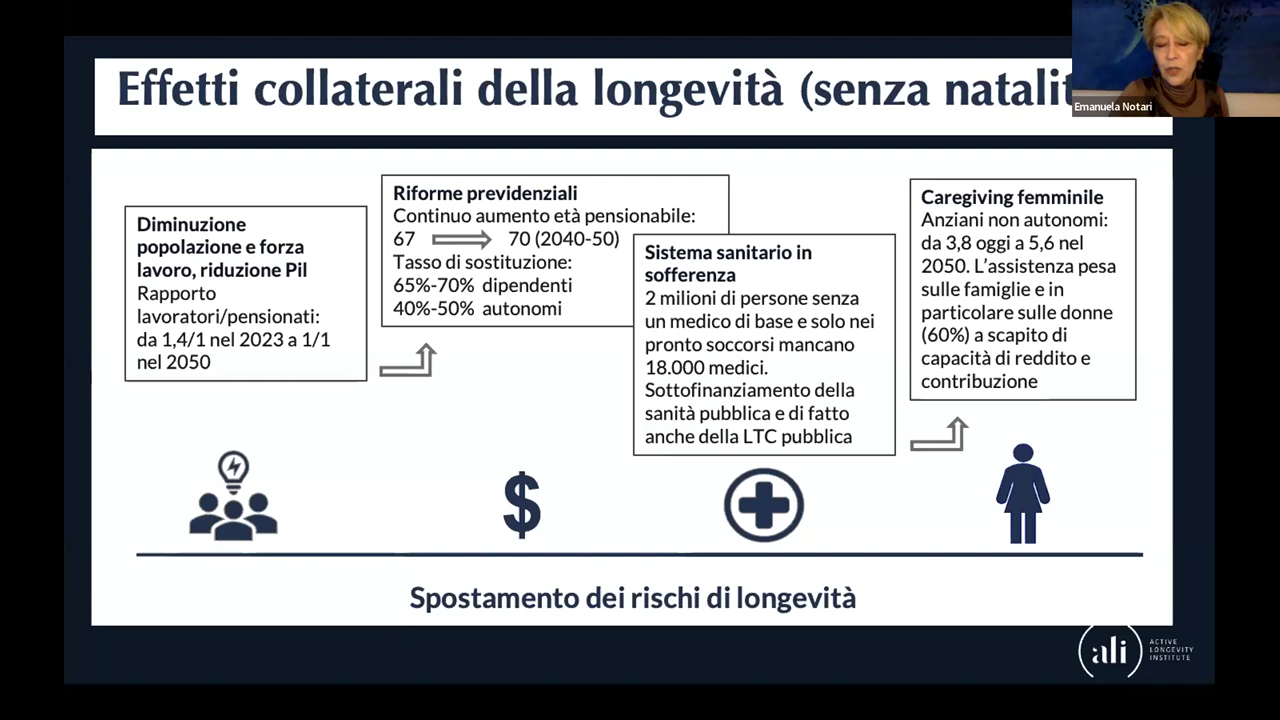 Effetti collaterali della longevità (senza natalit
Emanuela Notari
Diminuzione
popolazione e forza
lavoro, riduzione Pil
Rapporto
lavoratori/pensionati:
da 1,4/1 nel 2023 a 1/1
nel 2050
Riforme previdenziali
Continuo aumento età pensionabile:
67 70 (2040-50)
Tasso di sostituzione:
65%-70% dipendenti
40%-50% autonomi
Sistema sanitario in
sofferenza
2 milioni di persone senza
un medico di base e solo nei
pronto soccorsi mancano
18.000 medici.
Sottofinanziamento della
sanità pubblica e di fatto
anche della LTC pubblica
Caregiving femminile
Anziani non autonomi:
da 3,8 oggi a 5,6 nel
2050. L'assistenza pesa
sulle famiglie e in
particolare sulle donne
(60%) a scapito di
capacità di reddito e
contribuzione
$
Spostamento dei rischi di longevità
ali
ACTIVE
LONGEVITY
INSTITUTE